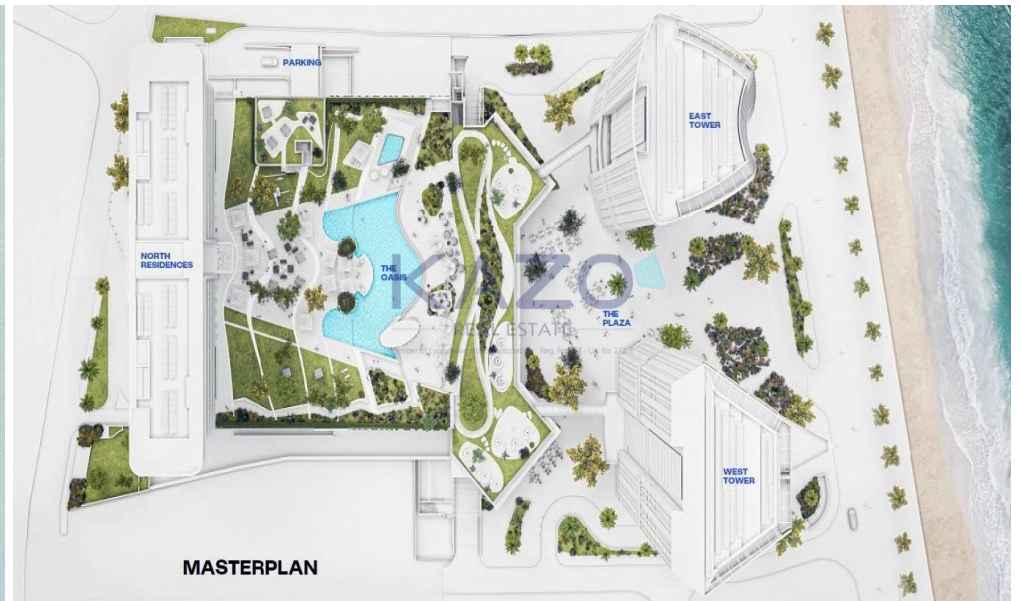 PARKING
EAST
TOWER
NORTH
RESIDENCES
THE
OASIS
KAZO
REAL ESTATE
THE
PLAZA
WEST
TOWER
MASTERPLAN